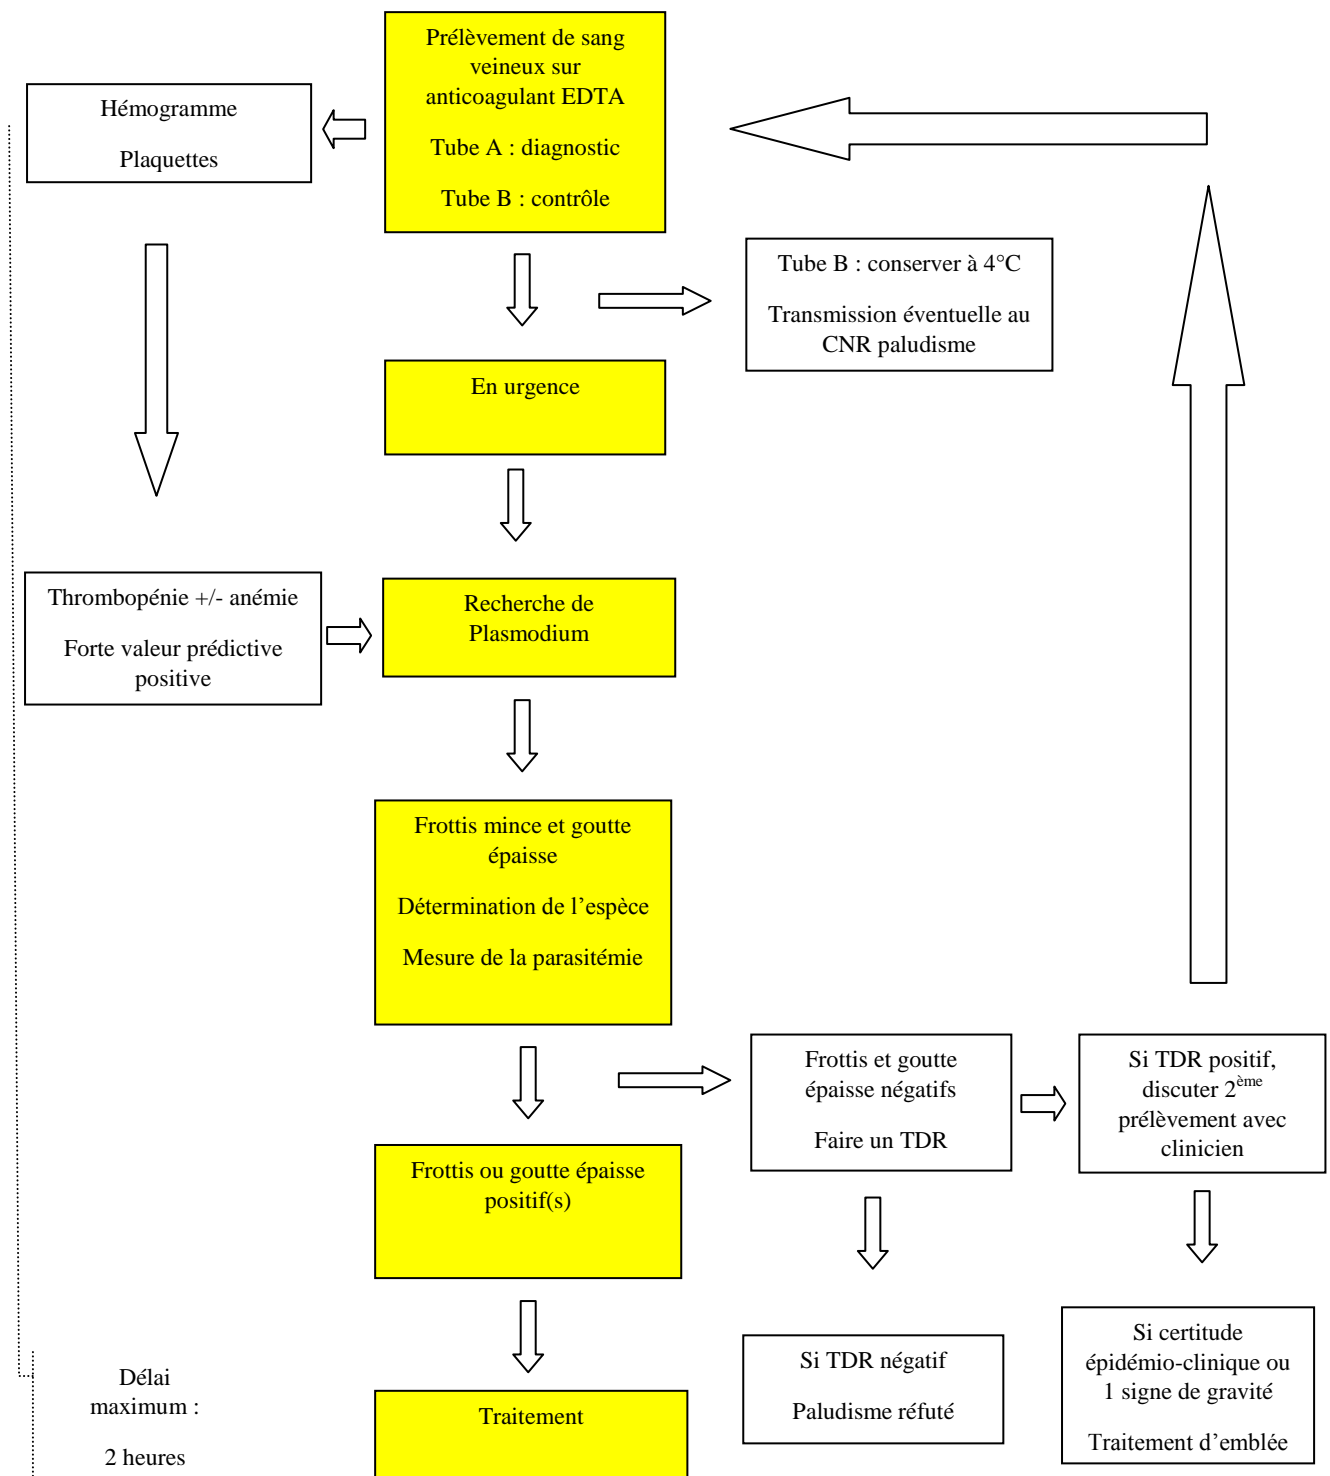 Prélèvement de sang
veineux sur
anticoagulant EDTA
Tube A : diagnostic
Tube B : contrôle
Hémogramme
Plaquettes
Tube B : conserver à 4°C
Transmission éventuelle au
CNR paludisme
En urgence
Thrombopénie +/- anémie
Forte valeur prédictive
positive
Recherche de
Plasmodium
Frottis mince et goutte
épaisse
Détermination de l’espèce
Mesure de la parasitémie
Frottis et goutte
épaisse négatifs
Faire un TDR
Si TDR positif,
discuter 2ème
prélèvement avec
clinicien
Frottis ou goutte épaisse
positif(s)
Si TDR négatif
Paludisme réfuté
Si certitude
épidémio-clinique ou
1 signe de gravité
Traitement d’emblée
Délai
maximum :
2 heures
Traitement